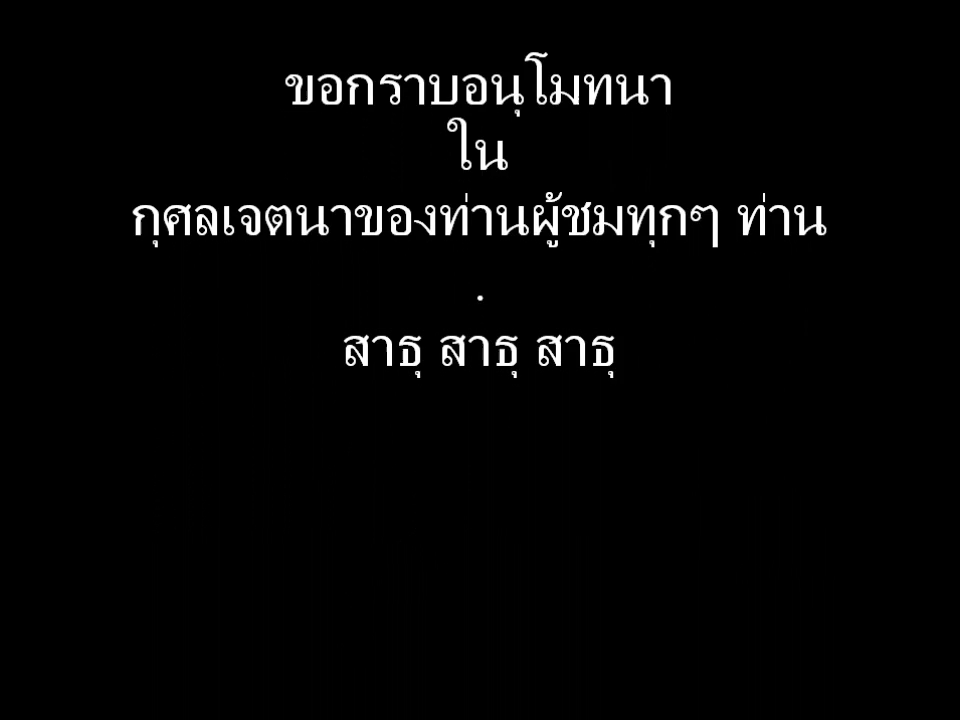 ขอกราบอนุโมทนา
ใน
กุศลเจตนาของท่านผู้ชมทุกๆ ท่าน
.
สาธุ สาธุ สาธุ